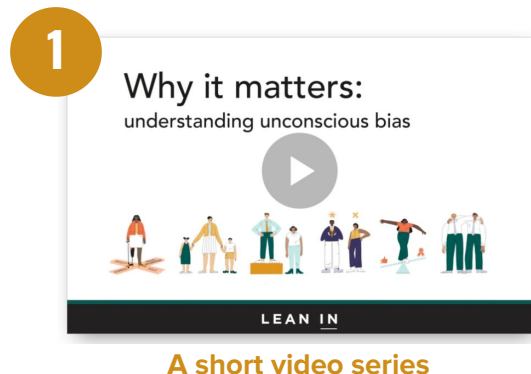 1
Why it matters:
understanding unconscious bias
LEAN IN
A short video series